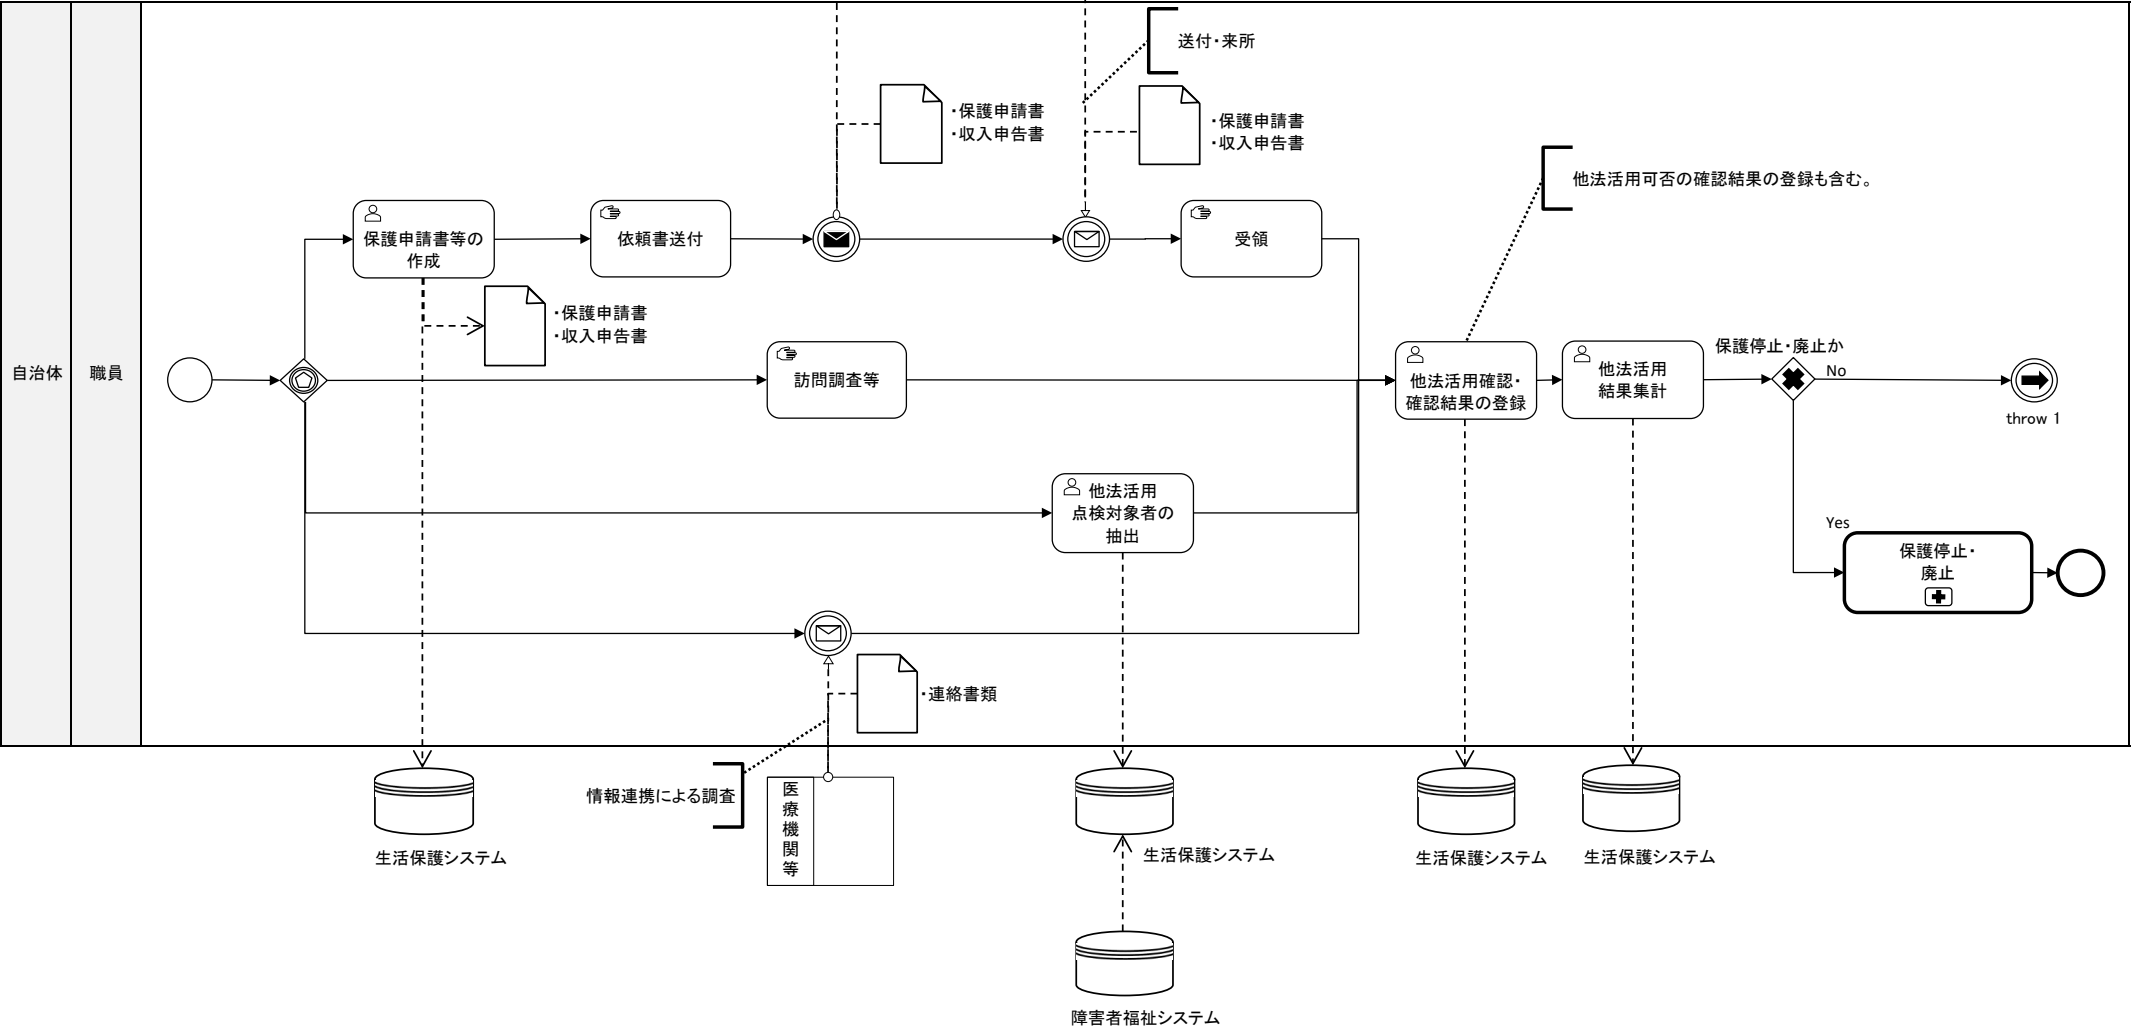 自治体
職員
送付・来所
・保護申請書
・収入申告書
・保護申請書
・収入申告書
他法活用可否の確認結果の登録も含む。
保護申請書等の
作成
依頼書送付
受領
・保護申請書
・収入申告書
訪問調査等
他法活用確認・
確認結果の登録
他法活用
結果集計
保護停止・廃止か
No
throw 1
他法活用
点検対象者の
抽出
Yes
保護停止・
廃止
・連絡書類
情報連携による調査
医療機関等
生活保護システム
生活保護システム
生活保護システム
生活保護システム
障害者福祉システム